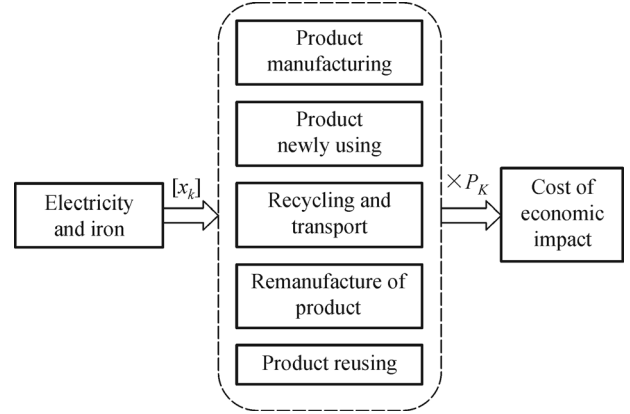 Product
manufacturing
Product
newly using
Electricity
and iron
[x_k]
Recycling and
transport
×P_K
Cost of
economic
impact
Remanufacture of
product
Product reusing